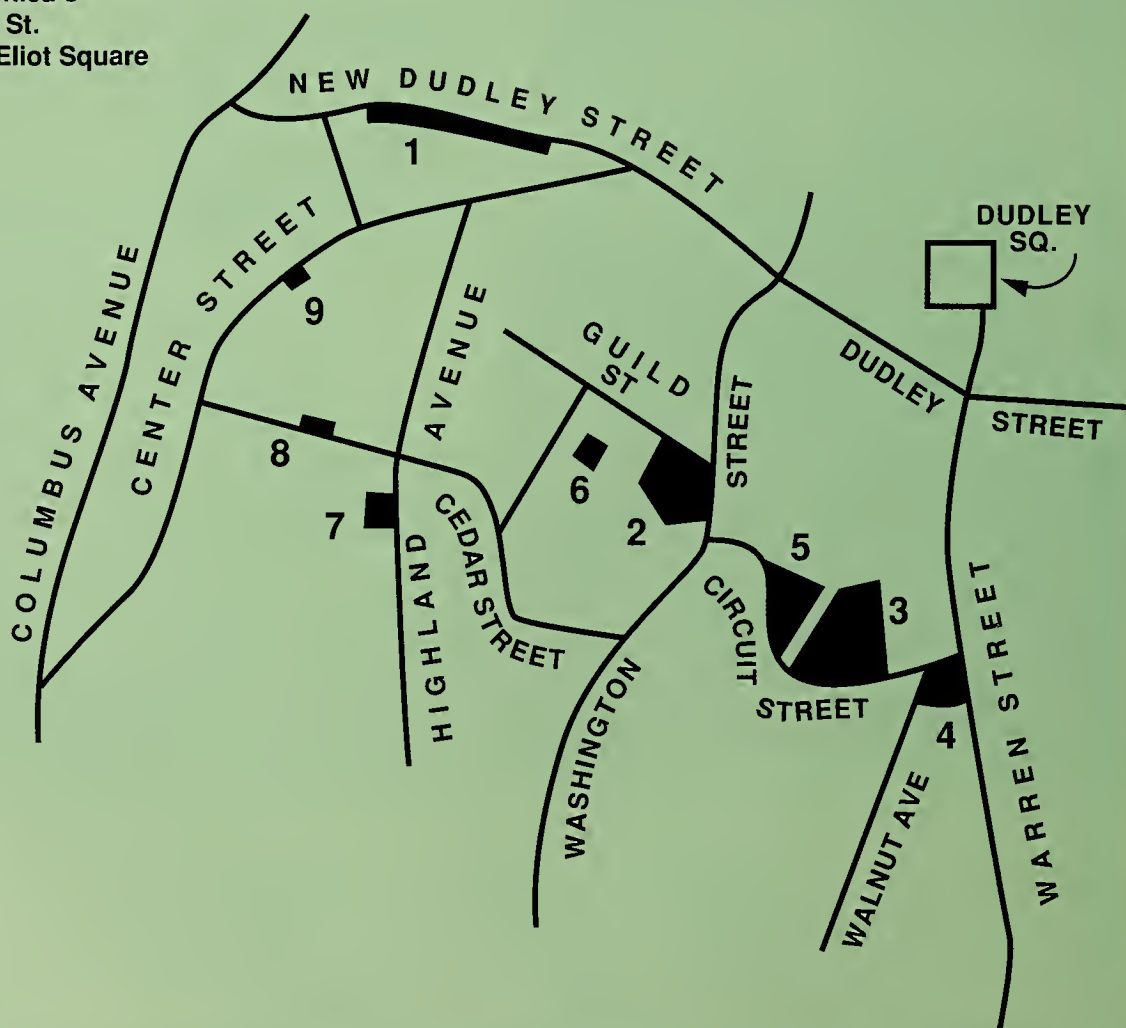 St.
Eliot Square
NEW DUDLEY STREET
1
DUDLEY
SQ.
COLUMBUS AVENUE
CENTER STREET
9
AVENUE
GUILD
ST
DUDLEY
STREET
STREET
8
6
7
2
HIGHLAND
CEDAR STREET
5
3
CIRCUIT
STREET
4
WASHINGTON
WALNUT AVE
WARREN STREET